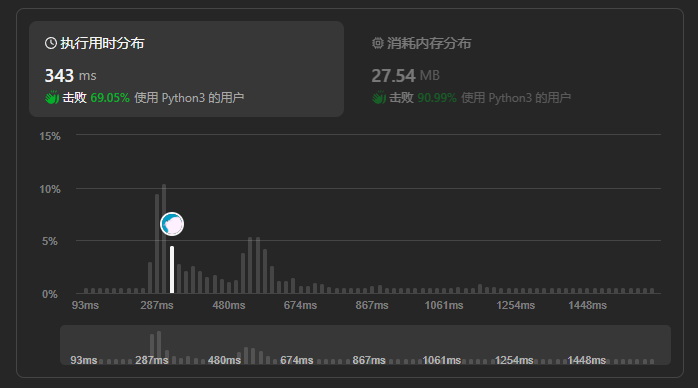 执行用时分布
343 ms
击败 69.05% 使用 Python3 的用户
消耗内存分布
27.54 MB
击败 90.99% 使用 Python3 的用户
15%
10%
5%
0%
93ms 287ms 480ms 674ms 867ms 1061ms 1254ms 1448ms
93ms 287ms 480ms 674ms 867ms 1061ms 1254ms 1448ms